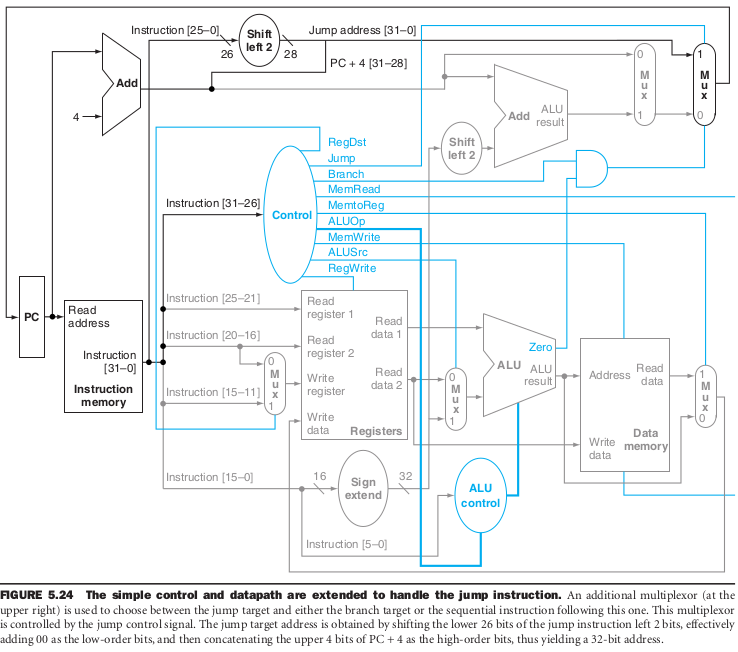 Instruction [25–0]
Shift
left 2
Jump address [31–0]
26
28
PC + 4 [31–28]
Add
4
0
M
u
x
1
1
M
u
x
0
Add
ALU
result
Shift
left 2
RegDst
Jump
Branch
MemRead
MemtoReg
ALUOp
MemWrite
ALUSrc
RegWrite
Instruction [31–26]
Control
PC
Read
address
Instruction
[31–0]
Instruction
memory
Instruction [25–21]
Instruction [20–16]
Instruction [15–11]
0
M
u
x
1
Read
register 1
Read
register 2
Write
register
Write
data
Read
data 1
Read
data 2
Registers
0
M
u
x
1
Zero
ALU
ALU
result
Address
Read
data
Write
data
Data
memory
1
M
u
x
0
Instruction [15–0]
16
Sign
extend
32
ALU
control
Instruction [5–0]
FIGURE 5.24 The simple control and datapath are extended to handle the jump instruction. An additional multiplexor (at the
upper right) is used to choose between the jump target and either the branch target or the sequential instruction following this one. This multiplexor
is controlled by the jump control signal. The jump target address is obtained by shifting the lower 26 bits of the jump instruction left 2 bits, effectively
adding 00 as the low-order bits, and then concatenating the upper 4 bits of PC + 4 as the high-order bits, thus yielding a 32-bit address.